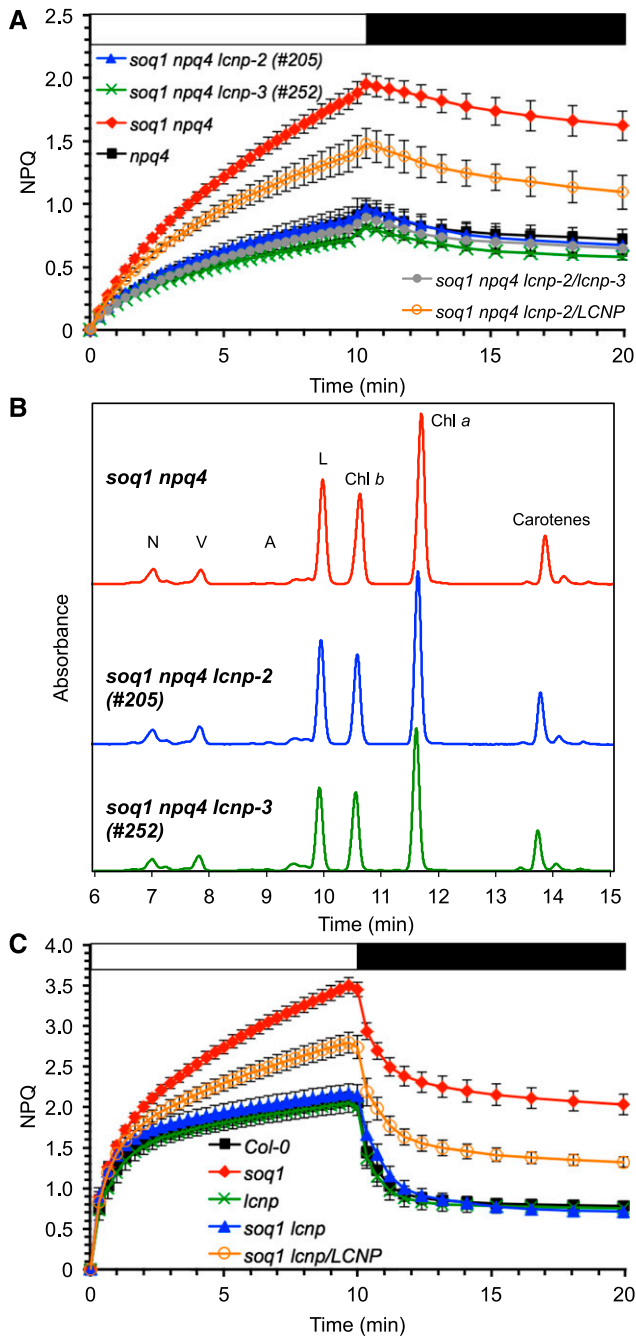 A
2.5
2.0
1.5
1.0
0.5
0
NPQ
soq1 npq4 lcnp-2 (#205)
soq1 npq4 lcnp-3 (#252)
soq1 npq4
npq4
soq1 npq4 lcnp-2/lcnp-3
soq1 npq4 lcnp-2/LCNP
0 5 10 15 20
Time (min)
B
Absorbance
soq1 npq4
N V A L Chl b Chl a Carotenes
soq1 npq4 lcnp-2
(#205)
soq1 npq4 lcnp-3
(#252)
6 7 8 9 10 11 12 13 14 15
Time (min)
C
4.0
3.5
3.0
2.5
2.0
1.5
1.0
0.5
0
NPQ
Col-0
soq1
lcnp
soq1 lcnp
soq1 lcnp/LCNP
0 5 10 15 20
Time (min)